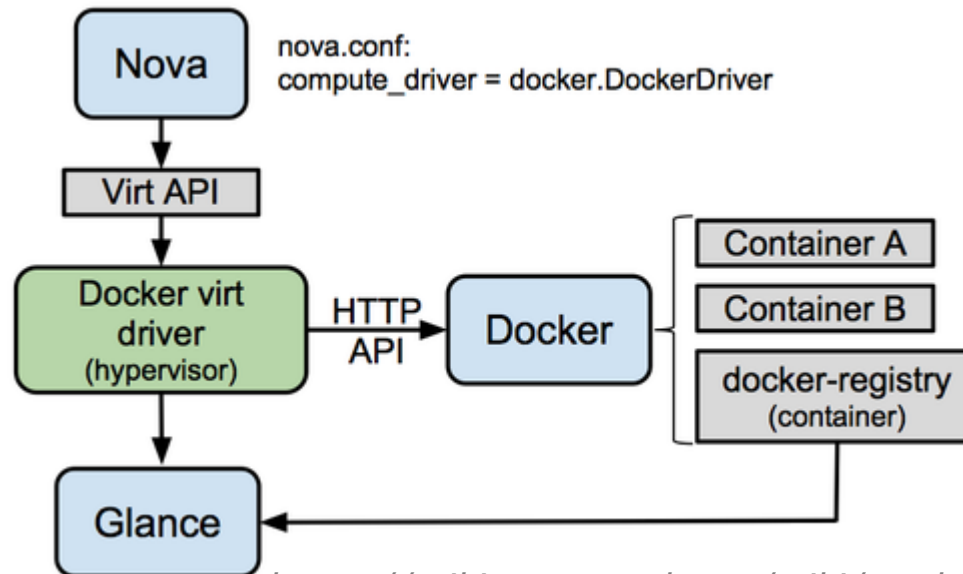 Nova
nova.conf:
compute_driver = docker.DockerDriver
Virt API
Docker virt
driver
(hypervisor)
HTTP
API
Docker
Container A
Container B
docker-registry
(container)
Glance